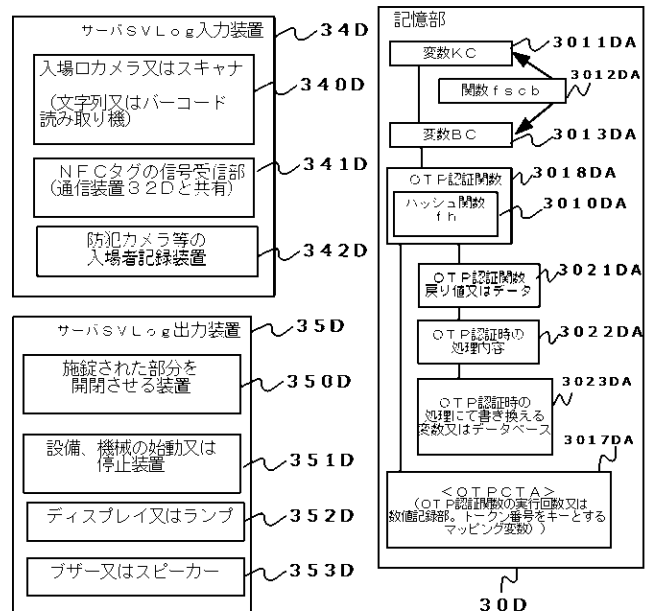 サーバSVLog入力装置
34D
入場口カメラ又はスキャナ
(文字列又はバーコード
読み取り機)
340D
NFCタグの信号受信部
(通信装置32Dと共有)
341D
防犯カメラ等の
入場者記録装置
342D
サーバSVLog出力装置
35D
施錠された部分を
開閉させる装置
350D
設備、機械の始動又は
停止装置
351D
ディスプレイ又はランプ
352D
ブザー又はスピーカー
353D
記憶部
変数KC
3011DA
関数fscb
3012DA
変数BC
3013DA
OTP認証関数
3018DA
ハッシュ関数
fh
3010DA
OTP認証関数
戻り値又はデータ
3021DA
OTP認証時の
処理内容
3022DA
OTP認証時の
処理にて書き換える
変数又はデータベース
3023DA
3017DA
<OTPCTA>
(OTP認証関数の実行回数又は
数値記録部。トークン番号をキーとする
マッピング変数))
30D